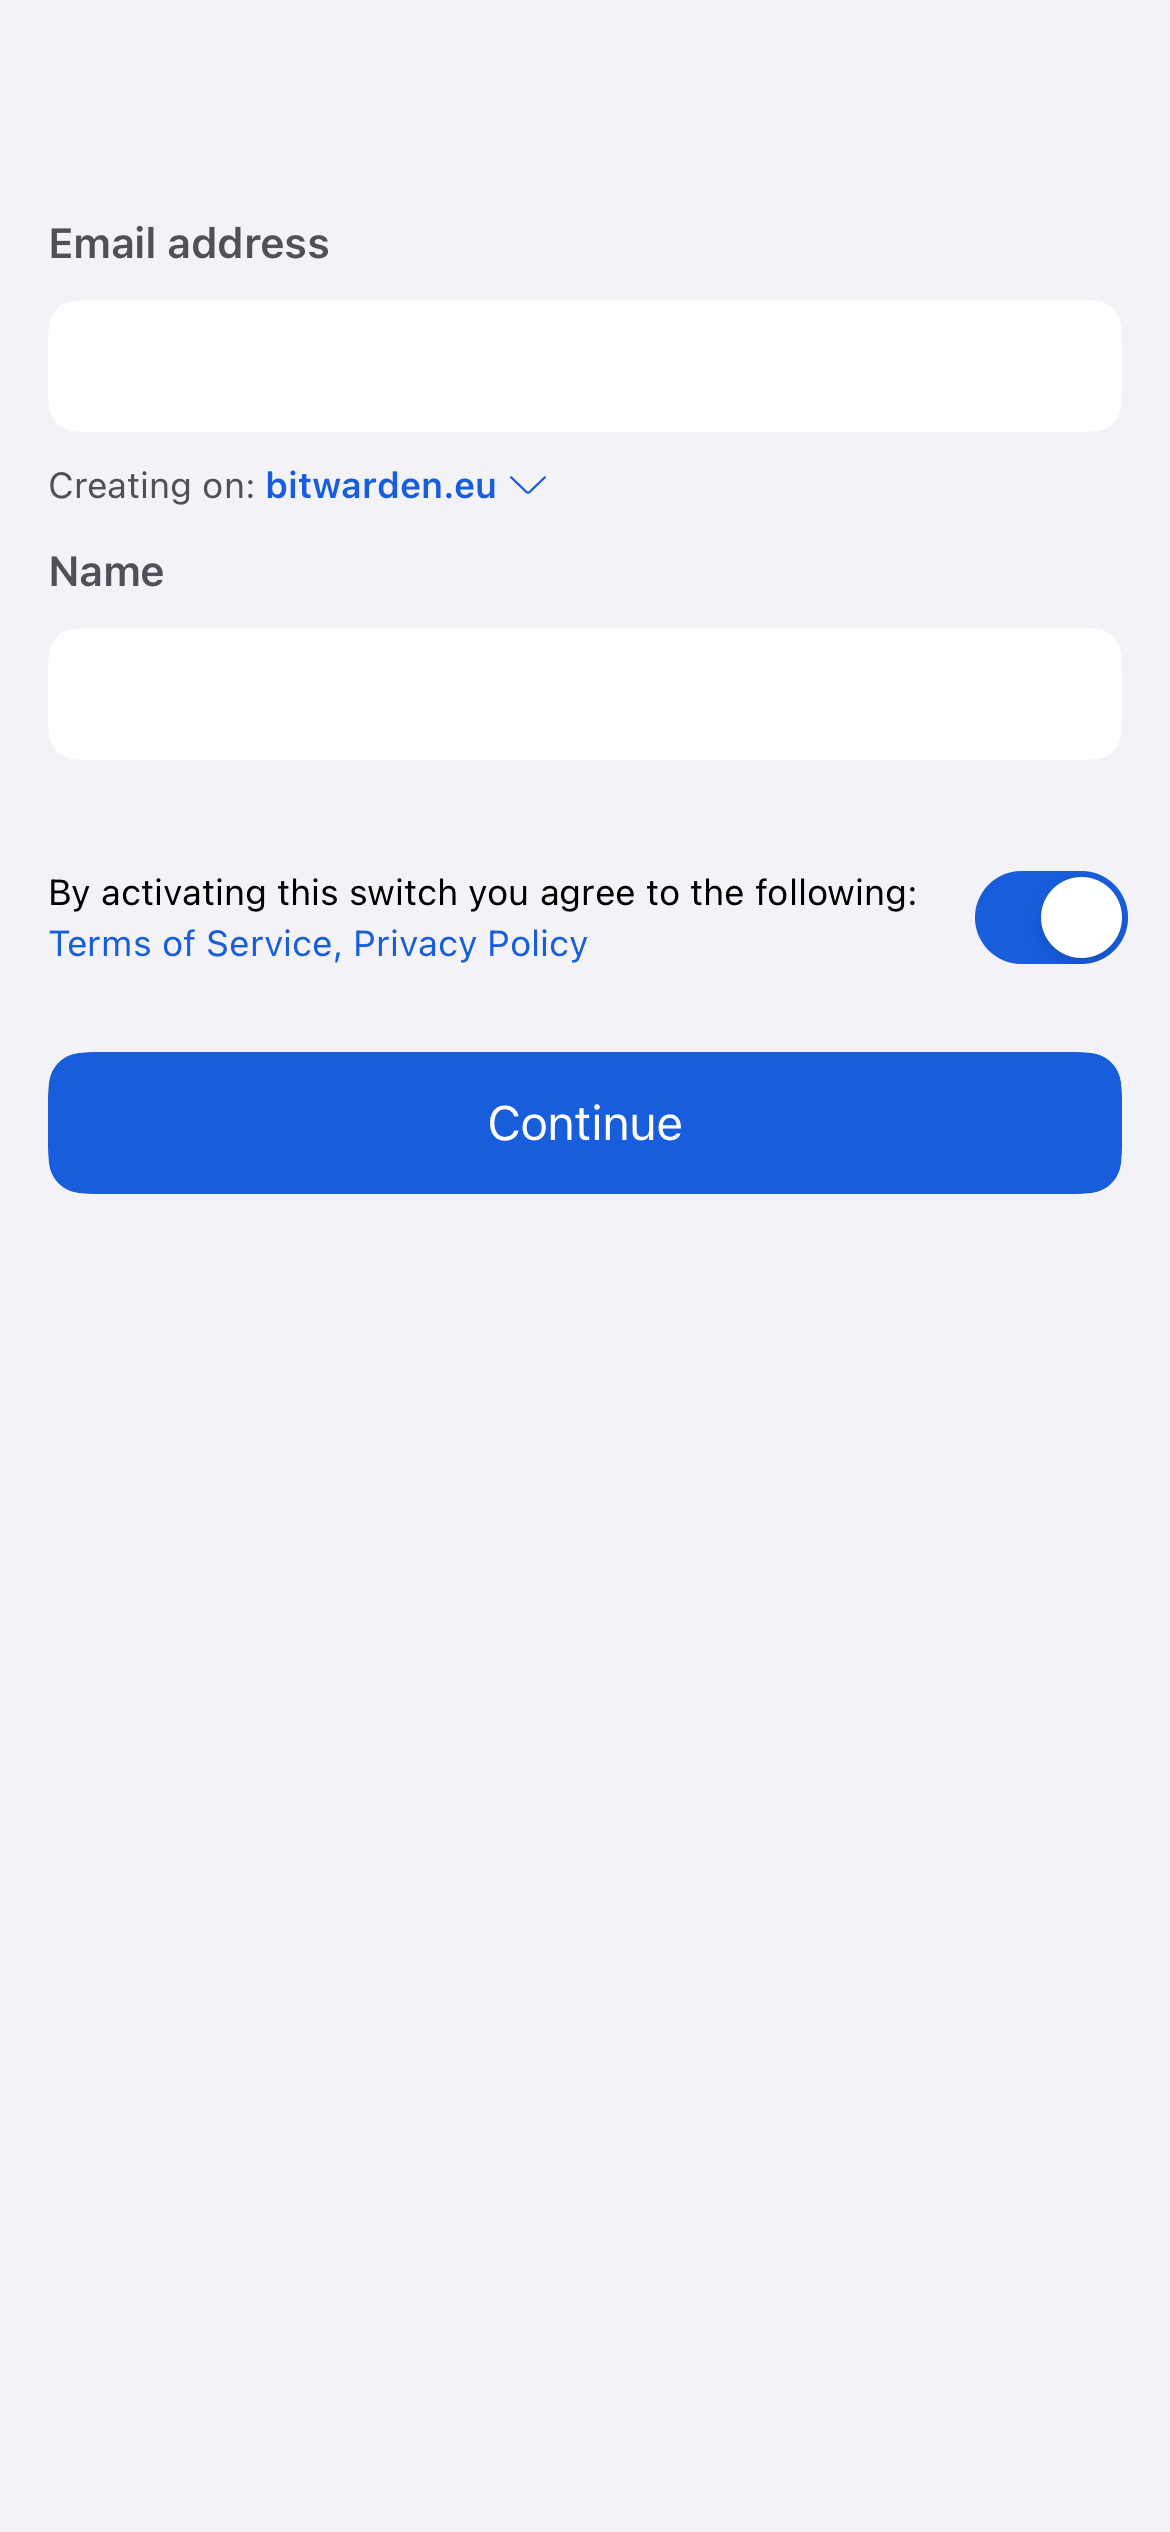 Email address
Creating on: bitwarden.eu
Name
By activating this switch you agree to the following:
Terms of Service, Privacy Policy
Continue